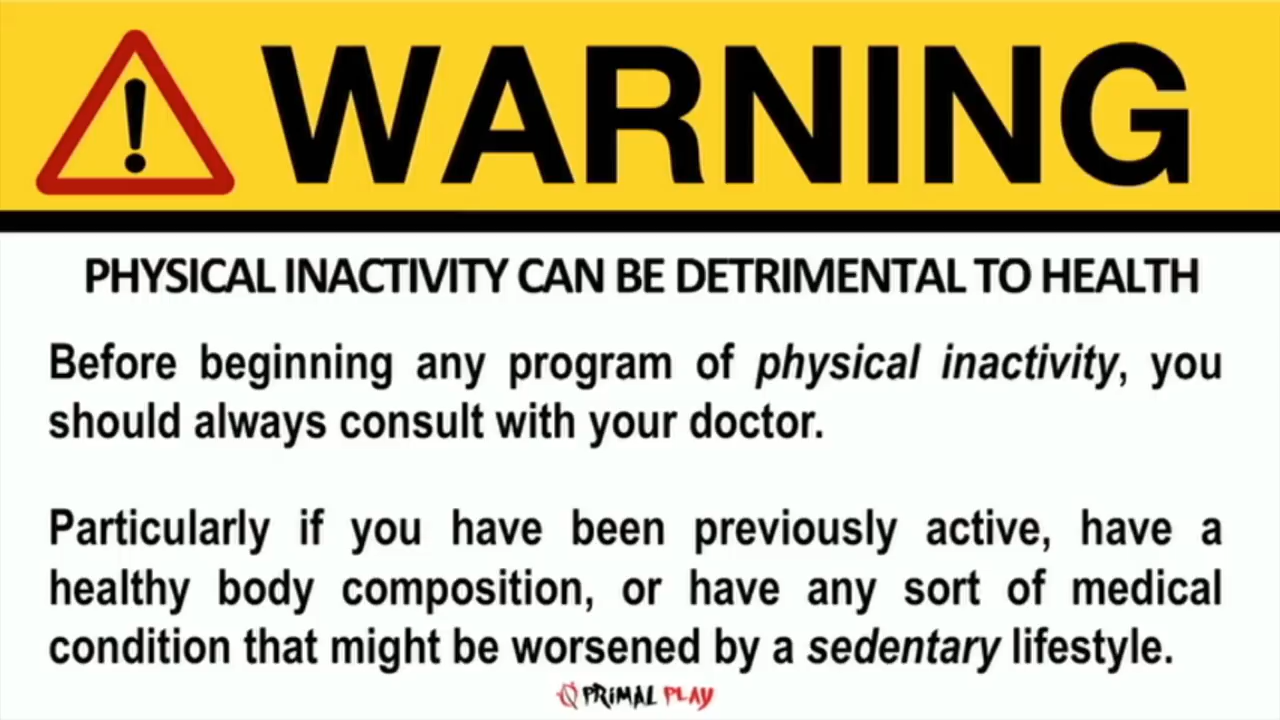 WARNING
PHYSICAL INACTIVITY CAN BE DETRIMENTAL TO HEALTH
Before beginning any program of physical inactivity, you
should always consult with your doctor.
Particularly if you have been previously active, have a
healthy body composition, or have any sort of medical
condition that might be worsened by a sedentary lifestyle.
PRIMAL PLAY